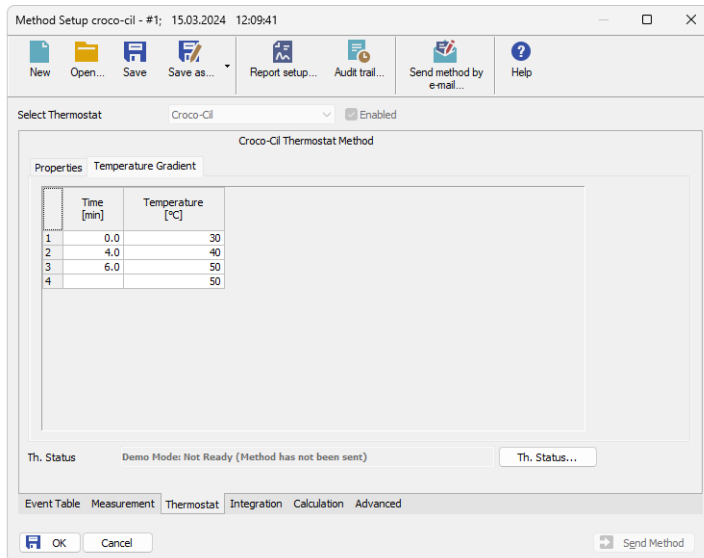 Method Setup croco-cil - #1; 15.03.2024 12:09:41
New Open... Save Save as... Report setup... Audit trail... Send method by e-mail... Help
Select Thermostat Croco-Cil Enabled
Croco-Cil Thermostat Method
Properties Temperature Gradient
Time [min] Temperature [°C]
1 0.0 30
2 4.0 40
3 6.0 50
4 50
Th. Status Demo Mode: Not Ready (Method has not been sent) Th. Status...
Event Table Measurement Thermostat Integration Calculation Advanced
OK Cancel Send Method